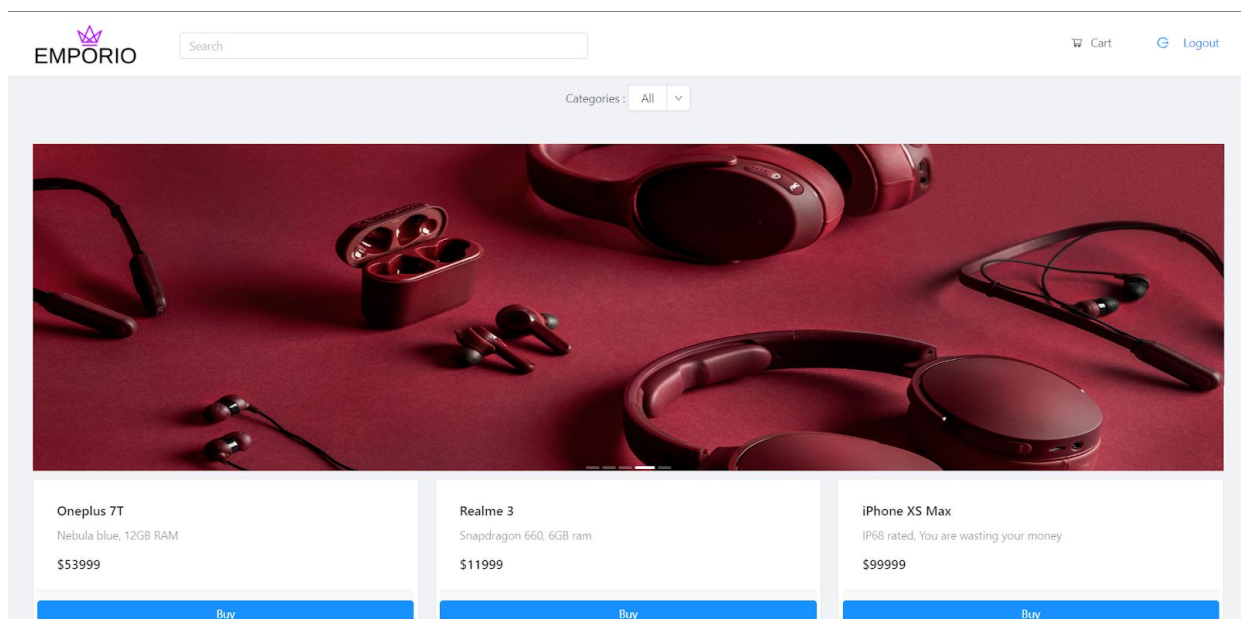 EMPORIO
Search
Cart
Logout
Categories :
All
Oneplus 7T
Nebula blue, 12GB RAM
$53999
Buy
Realme 3
Snapdragon 660, 6GB ram
$11999
Buy
iPhone XS Max
IP68 rated, You are wasting your money
$99999
Buy